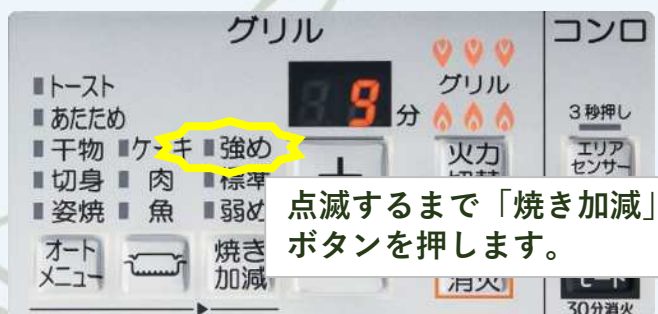 グリル
コンロ
トースト
あたため
干物 ケーキ 強め
切身 肉 標準
姿焼 魚 弱め
9 分
グリル
火力
3秒押し
エリア
センサー
点滅するまで「焼き加減」
ボタンを押します。
オート
メニュー
焼き
加減
消火
30分消火